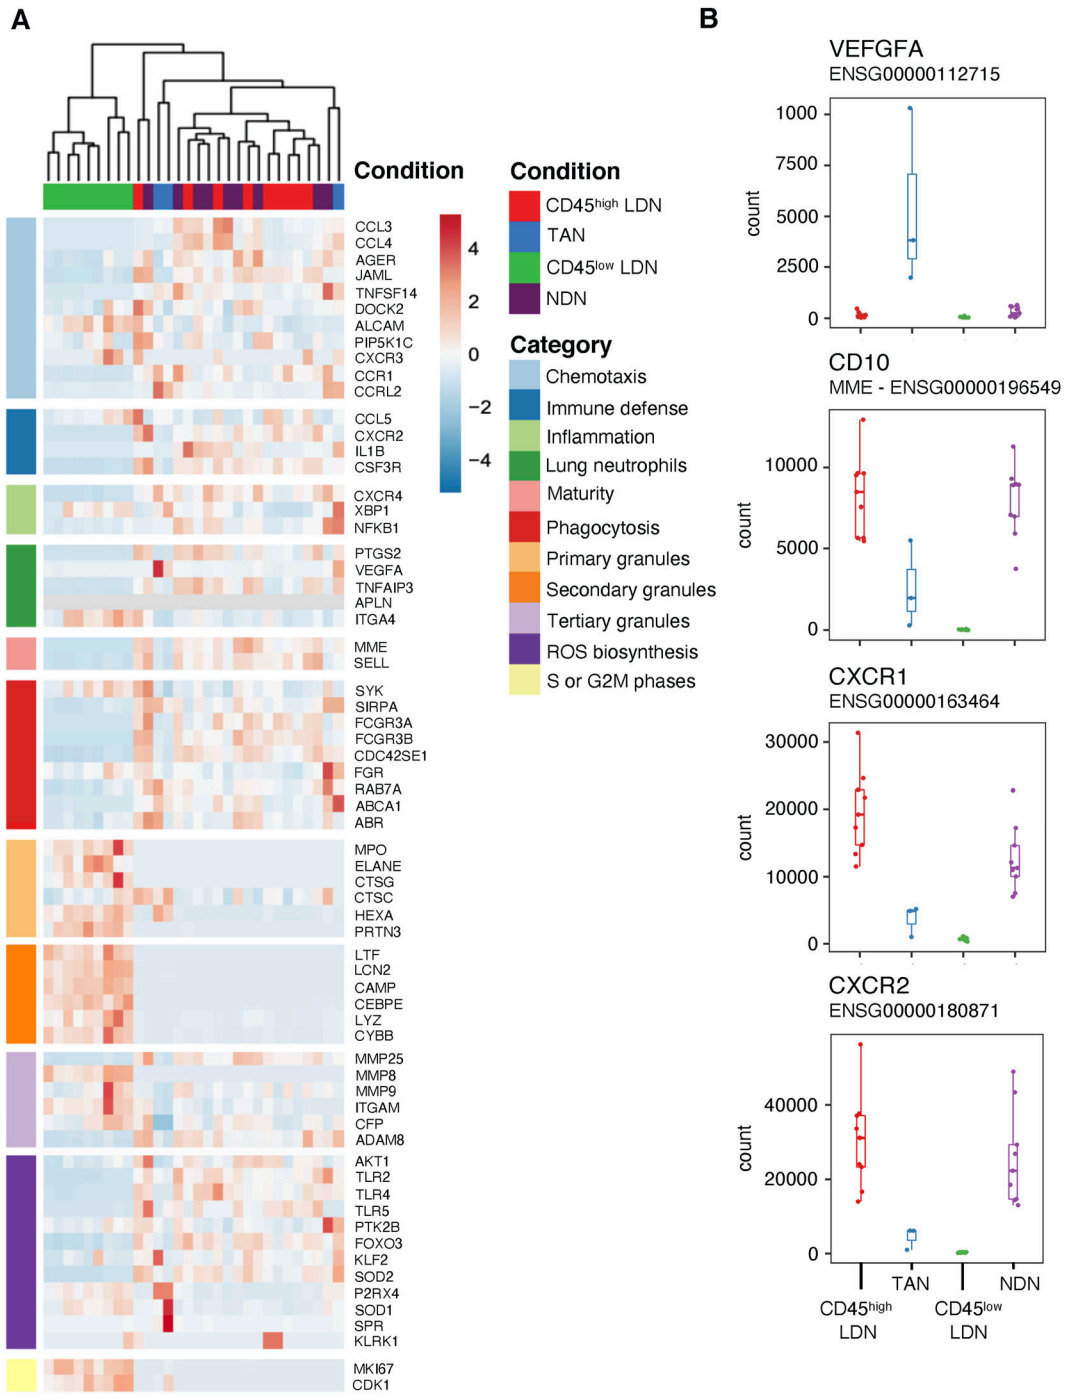 A
Condition
4
2
0
−2
−4
CCL3
CCL4
AGER
JAML
TNFSF14
DOCK2
ALCAM
PIP5K1C
CXCR3
CCR1
CCRL2
CCL5
CXCR2
IL1B
CSF3R
CXCR4
XBP1
NFKB1
PTGS2
VEGFA
TNFAIP3
APLN
ITGA4
MME
SELL
SYK
SIRPA
FCGR3A
FCGR3B
CDC42SE1
FGR
RAB7A
ABCA1
ABR
MPO
ELANE
CTSG
CTSC
HEXA
PRTN3
LTF
LCN2
CAMP
CEBPE
LYZ
CYBB
MMP25
MMP8
MMP9
ITGAM
CFP
ADAM8
AKT1
TLR2
TLR4
TLR5
PTK2B
FOXO3
KLF2
SOD2
P2RX4
SOD1
SPR
KLRK1
MKI67
CDK1
Condition
CD45high LDN
TAN
CD45low LDN
NDN
Category
Chemotaxis
Immune defense
Inflammation
Lung neutrophils
Maturity
Phagocytosis
Primary granules
Secondary granules
Tertiary granules
ROS biosynthesis
S or G2M phases
B
VEFGFA
ENSG00000112715
count
1000
7500
5000
2500
0
CD10
MME - ENSG00000196549
count
10000
5000
0
CXCR1
ENSG00000163464
count
30000
20000
10000
0
CXCR2
ENSG00000180871
count
40000
20000
0
TAN
NDN
CD45high
LDN
CD45low
LDN